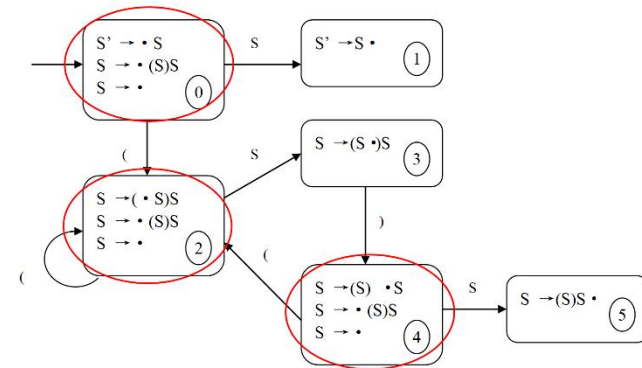 S' → • S
S → • (S)S
S → •
0
S
S' → S •
1
(
S
S → (S •)S
3
S → ( • S)S
S → • (S)S
S → •
2
(
(
)
S → (S) • S
S → • (S)S
S → •
4
S
S → (S)S •
5